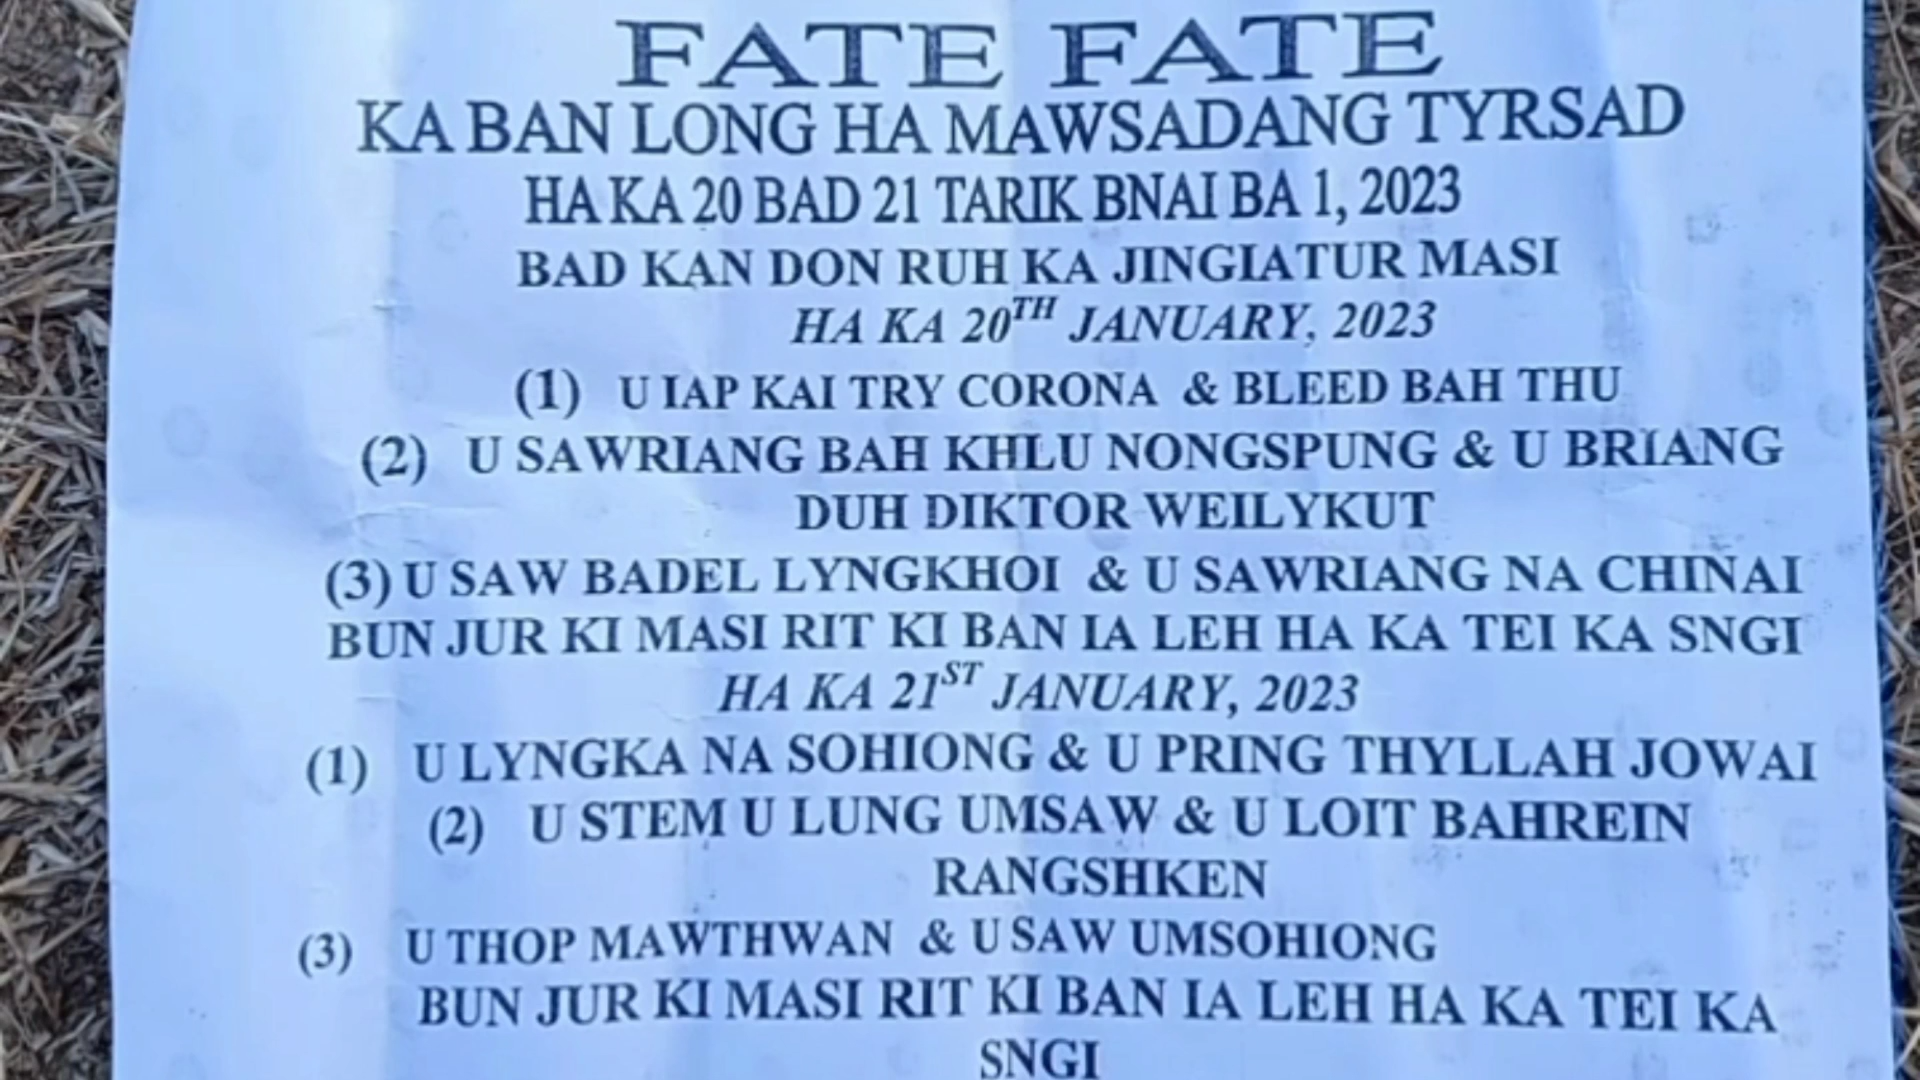 FATE FATE
KA BAN LONG HA MAWSADANG TYRSAD
HA KA 20 BAD 21 TARIK BNAI BA 1, 2023
BAD KAN DON RUH KA JINGIATUR MASI
HA KA 20TH JANUARY, 2023
(1) U IAP KAI TRY CORONA & BLEED BAH THU
(2) U SAWRIANG BAH KHLU NONGSPUNG & U BRIANG
DUH DIKTOR WEILYKUT
(3) U SAW BADEL LYNGKHOI & U SAWRIANG NA CHINAI
BUN JUR KI MASI RIT KI BAN IA LEH HA KA TEI KA SNGI
HA KA 21ST JANUARY, 2023
(1) U LYNGKA NA SOHIONG & U PRING THYLLAH JOWAI
(2) U STEM U LUNG UMSAW & U LOIT BAHREIN
RANGSHKEN
(3) U THOP MAWTHWAN & U SAW UMSOHIONG
BUN JUR KI MASI RIT KI BAN IA LEH HA KA TEI KA
SNGI